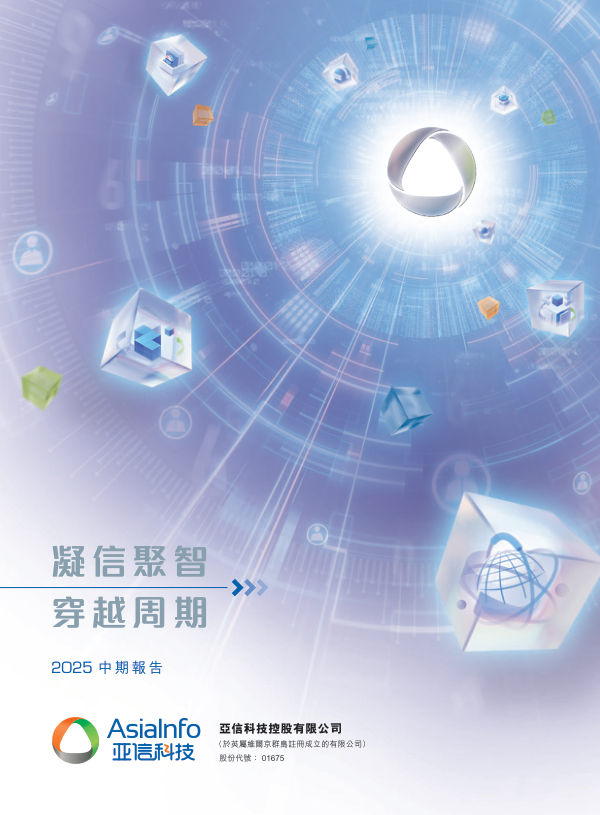 凝信聚智
穿越周期
2025 中期報告
AsiaInfo
亚信科技
亞信科技控股有限公司
（於英屬維爾京群島註冊成立的有限公司）
股份代號：01675